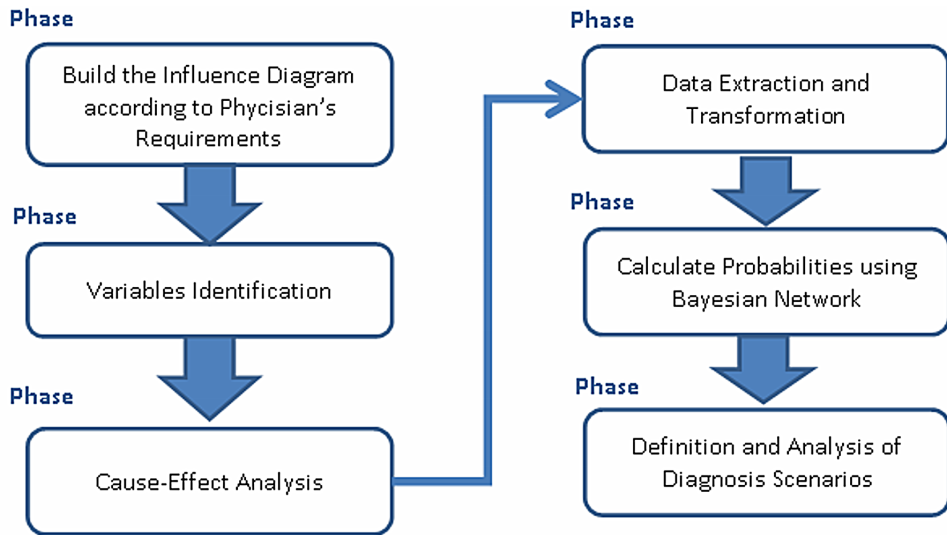 Phase
Build the Influence Diagram
according to Phycisian's
Requirements
Phase
Variables Identification
Phase
Cause-Effect Analysis
Phase
Data Extraction and
Transformation
Phase
Calculate Probabilities using
Bayesian Network
Phase
Definition and Analysis of
Diagnosis Scenarios